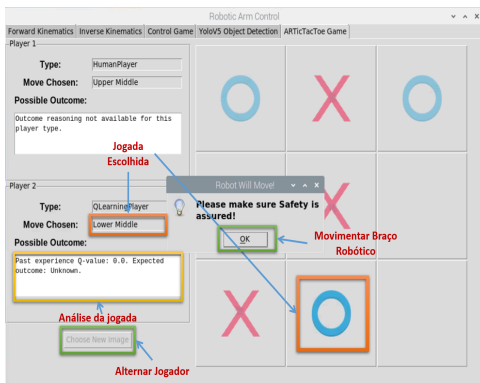 Robotic Arm Control
Forward Kinematics Inverse Kinematics Control Game YoloV5 Object Detection ARTicTacToe Game
Player 1
Type: HumanPlayer
Move Chosen: Upper Middle
Possible Outcome:
Outcome reasoning not available for this
player type.
Jogada
Escolhida
Player 2
Type: QLearningPlayer
Move Chosen: Lower Middle
Possible Outcome:
Past experience Q-value: 0.0. Expected
outcome: Unknown.
Robot Will Move!
Please make sure Safety is
assured!
OK
Movimentar Braço
Robótico
Análise da jogada
Choose New Image
Alternar Jogador
O X O
X
X O